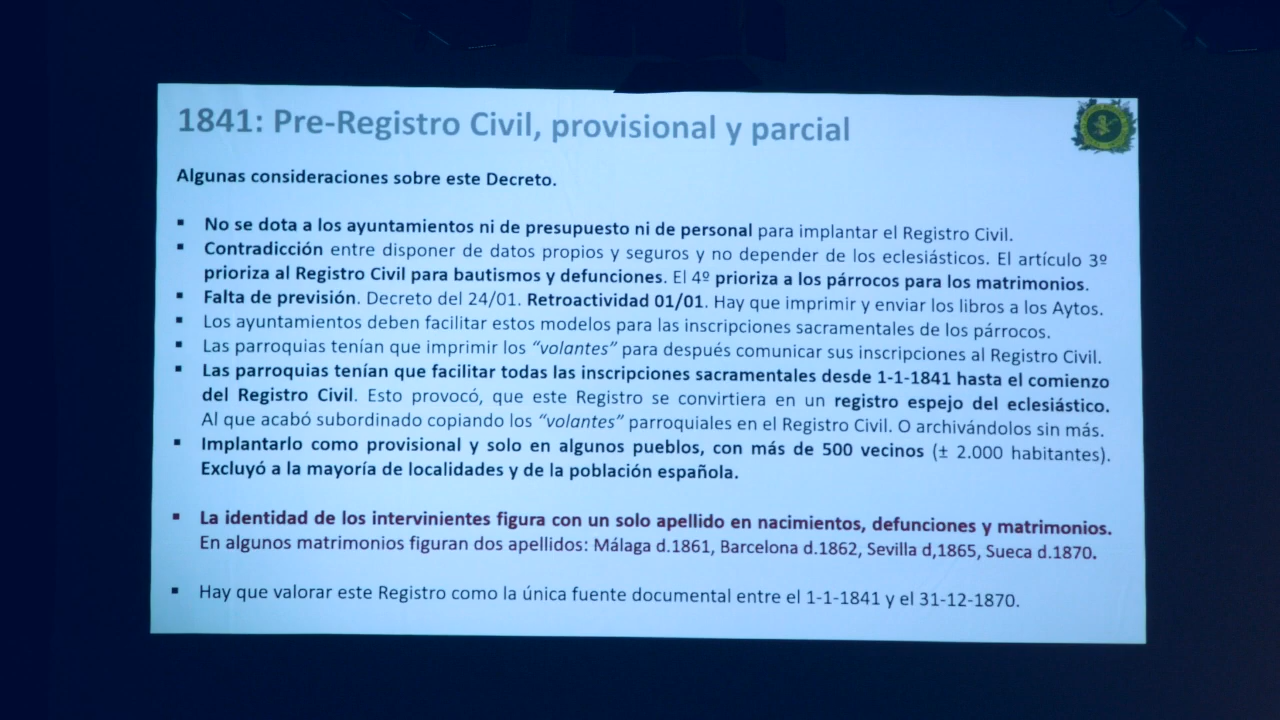 1841: Pre-Registro Civil, provisional y parcial
Algunas consideraciones sobre este Decreto.
▪ No se dota a los ayuntamientos ni de presupuesto ni de personal para implantar el Registro Civil.
▪ Contradicción entre disponer de datos propios y seguros y no depender de los eclesiásticos. El artículo 3º
prioriza al Registro Civil para bautismos y defunciones. El 4º prioriza a los párrocos para los matrimonios.
▪ Falta de previsión. Decreto del 24/01. Retroactividad 01/01. Hay que imprimir y enviar los libros a los Aytos.
▪ Los ayuntamientos deben facilitar estos modelos para las inscripciones sacramentales de los párrocos.
▪ Las parroquias tenían que imprimir los “volantes” para después comunicar sus inscripciones al Registro Civil.
▪ Las parroquias tenían que facilitar todas las inscripciones sacramentales desde 1-1-1841 hasta el comienzo
del Registro Civil. Esto provocó, que este Registro se convirtiera en un registro espejo del eclesiástico.
Al que acabó subordinado copiando los “volantes” parroquiales en el Registro Civil. O archivándolos sin más.
▪ Implantarlo como provisional y solo en algunos pueblos, con más de 500 vecinos (± 2.000 habitantes).
Excluyó a la mayoría de localidades y de la población española.
▪ La identidad de los intervinientes figura con un solo apellido en nacimientos, defunciones y matrimonios.
En algunos matrimonios figuran dos apellidos: Málaga d.1861, Barcelona d.1862, Sevilla d,1865, Sueca d.1870.
▪ Hay que valorar este Registro como la única fuente documental entre el 1-1-1841 y el 31-12-1870.